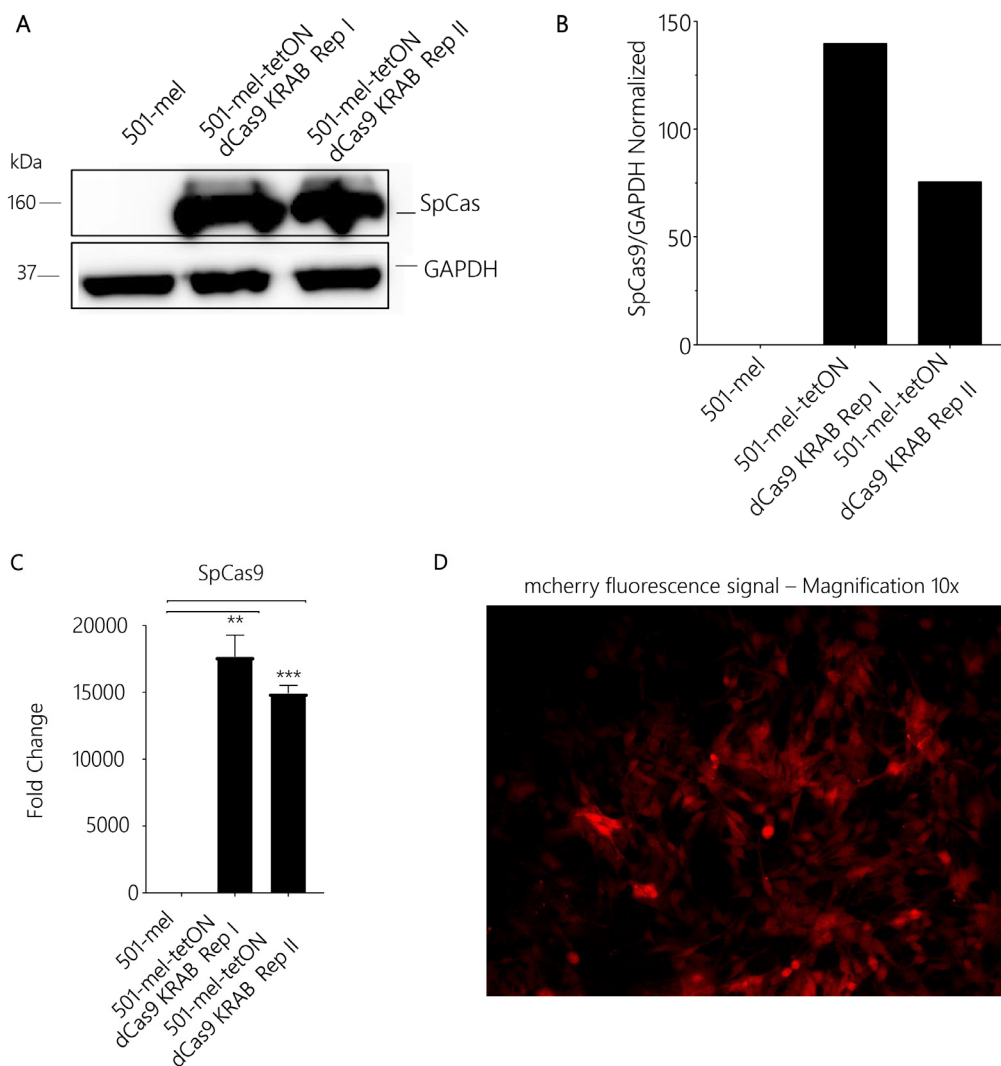 A
501-mel
501-mel-tetON
dCas9 KRAB Rep I
501-mel-tetON
dCas9 KRAB Rep II
kDa
160
SpCas
37
GAPDH
B
SpCas9/GAPDH Normalized
150
100
50
0
501-mel
501-mel-tetON
dCas9 KRAB Rep I
501-mel-tetON
dCas9 KRAB Rep II
C
SpCas9
Fold Change
20000
15000
10000
5000
0
**
***
501-mel
501-mel-tetON
dCas9 KRAB Rep I
501-mel-tetON
dCas9 KRAB Rep II
D
mcherry fluorescence signal – Magnification 10x